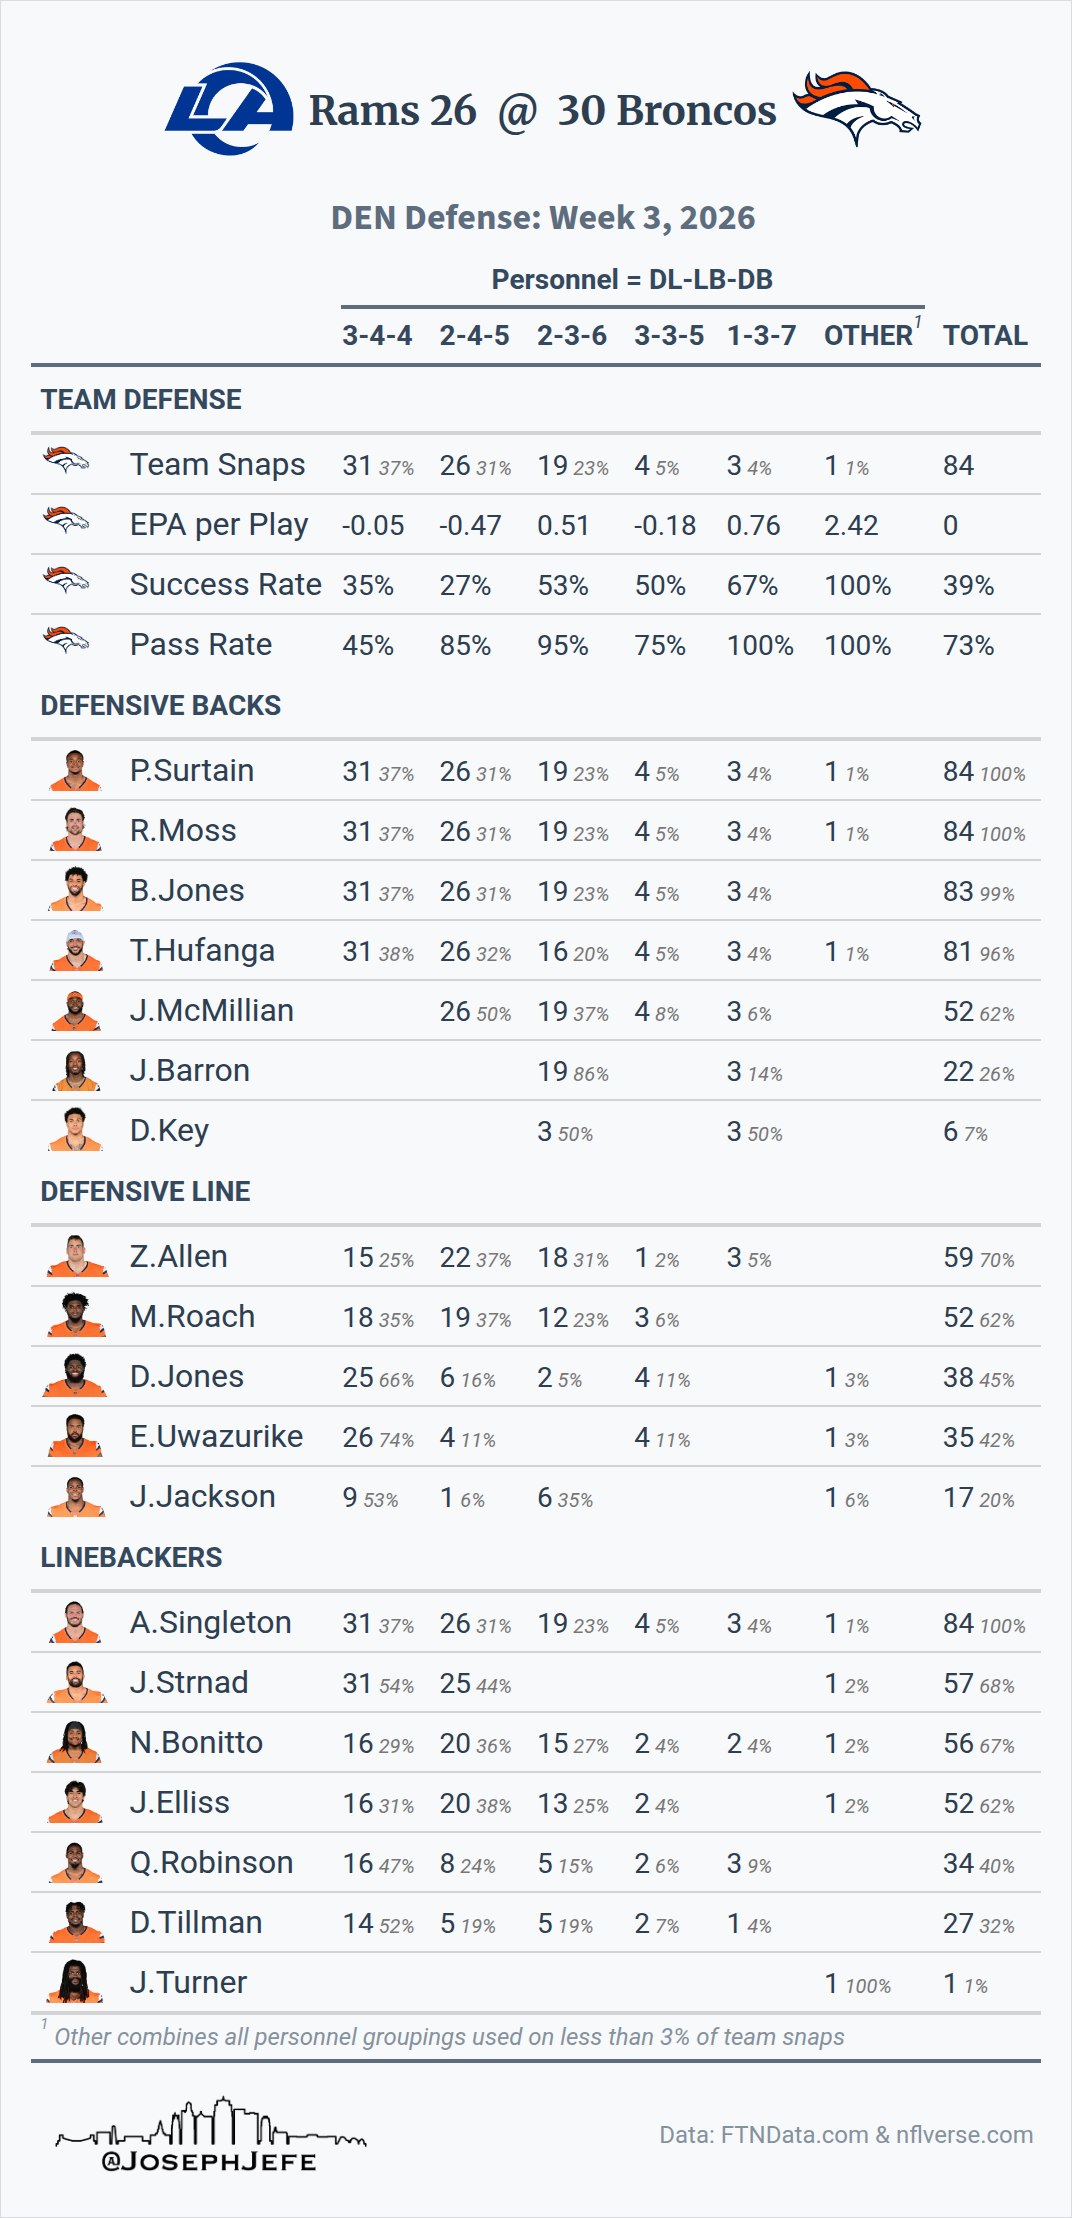 LA Rams 26 @ 30 Broncos
DEN Defense: Week 3, 2026
Personnel = DL-LB-DB
3-4-4 2-4-5 2-3-6 3-3-5 1-3-7 OTHER1 TOTAL
TEAM DEFENSE
Team Snaps 31 37% 26 31% 19 23% 4 5% 3 4% 1 1% 84
EPA per Play -0.05 -0.47 0.51 -0.18 0.76 2.42 0
Success Rate 35% 27% 53% 50% 67% 100% 39%
Pass Rate 45% 85% 95% 75% 100% 100% 73%
DEFENSIVE BACKS
P.Surtain 31 37% 26 31% 19 23% 4 5% 3 4% 1 1% 84 100%
R.Moss 31 37% 26 31% 19 23% 4 5% 3 4% 1 1% 84 100%
B.Jones 31 37% 26 31% 19 23% 4 5% 3 4% 83 99%
T.Hufanga 31 38% 26 32% 16 20% 4 5% 3 4% 1 1% 81 96%
J.McMillian 26 50% 19 37% 4 8% 3 6% 52 62%
J.Barron 19 86% 3 14% 22 26%
D.Key 3 50% 3 50% 6 7%
DEFENSIVE LINE
Z.Allen 15 25% 22 37% 18 31% 1 2% 3 5% 59 70%
M.Roach 18 35% 19 37% 12 23% 3 6% 52 62%
D.Jones 25 66% 6 16% 2 5% 4 11% 1 3% 38 45%
E.Uwazurike 26 74% 4 11% 4 11% 1 3% 35 42%
J.Jackson 9 53% 1 6% 6 35% 1 6% 17 20%
LINEBACKERS
A.Singleton 31 37% 26 31% 19 23% 4 5% 3 4% 1 1% 84 100%
J.Strnad 31 54% 25 44% 1 2% 57 68%
N.Bonitto 16 29% 20 36% 15 27% 2 4% 2 4% 1 2% 56 67%
J.Elliss 16 31% 20 38% 13 25% 2 4% 1 2% 52 62%
Q.Robinson 16 47% 8 24% 5 15% 2 6% 3 9% 34 40%
D.Tillman 14 52% 5 19% 5 19% 2 7% 1 4% 27 32%
J.Turner 1 100% 1 1%
1 Other combines all personnel groupings used on less than 3% of team snaps
@JOSEPHJEFE
Data: FTNData.com & nflverse.com